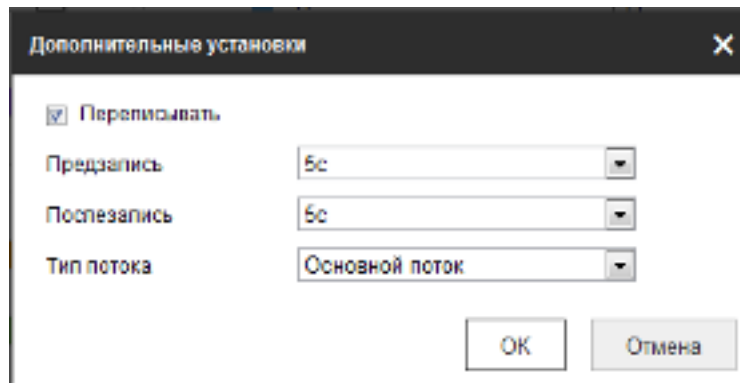 Дополнительные установки
Переписывать
Предзапись 5с
Послезапись 5с
Тип потока Основной поток
OK Отмена